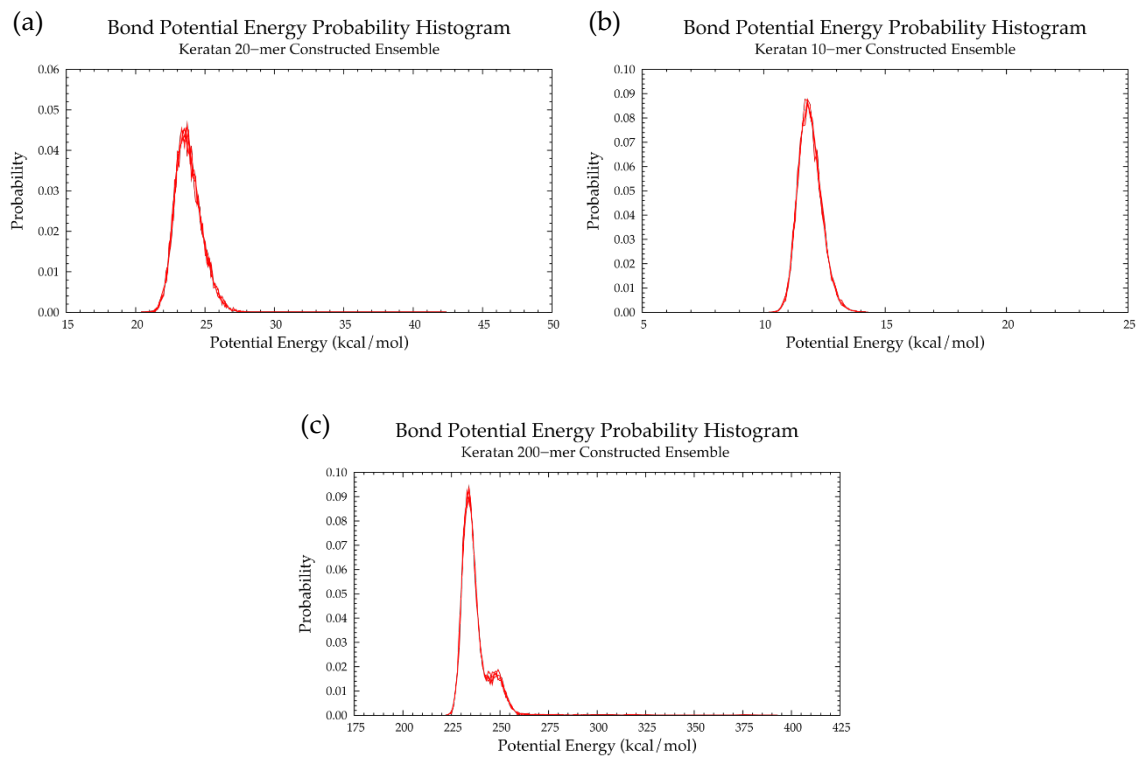 (a)
Bond Potential Energy Probability Histogram
Keratan 20−mer Constructed Ensemble
0.06
0.05
0.04
0.03
0.02
0.01
0.00
Probability
15 20 25 30 35 40 45 50
Potential Energy (kcal/mol)
(b)
Bond Potential Energy Probability Histogram
Keratan 10−mer Constructed Ensemble
0.10
0.09
0.08
0.07
0.06
0.05
0.04
0.03
0.02
0.01
0.00
Probability
5 10 15 20 25
Potential Energy (kcal/mol)
(c)
Bond Potential Energy Probability Histogram
Keratan 200−mer Constructed Ensemble
0.10
0.09
0.08
0.07
0.06
0.05
0.04
0.03
0.02
0.01
0.00
Probability
175 200 225 250 275 300 325 350 375 400 425
Potential Energy (kcal/mol)